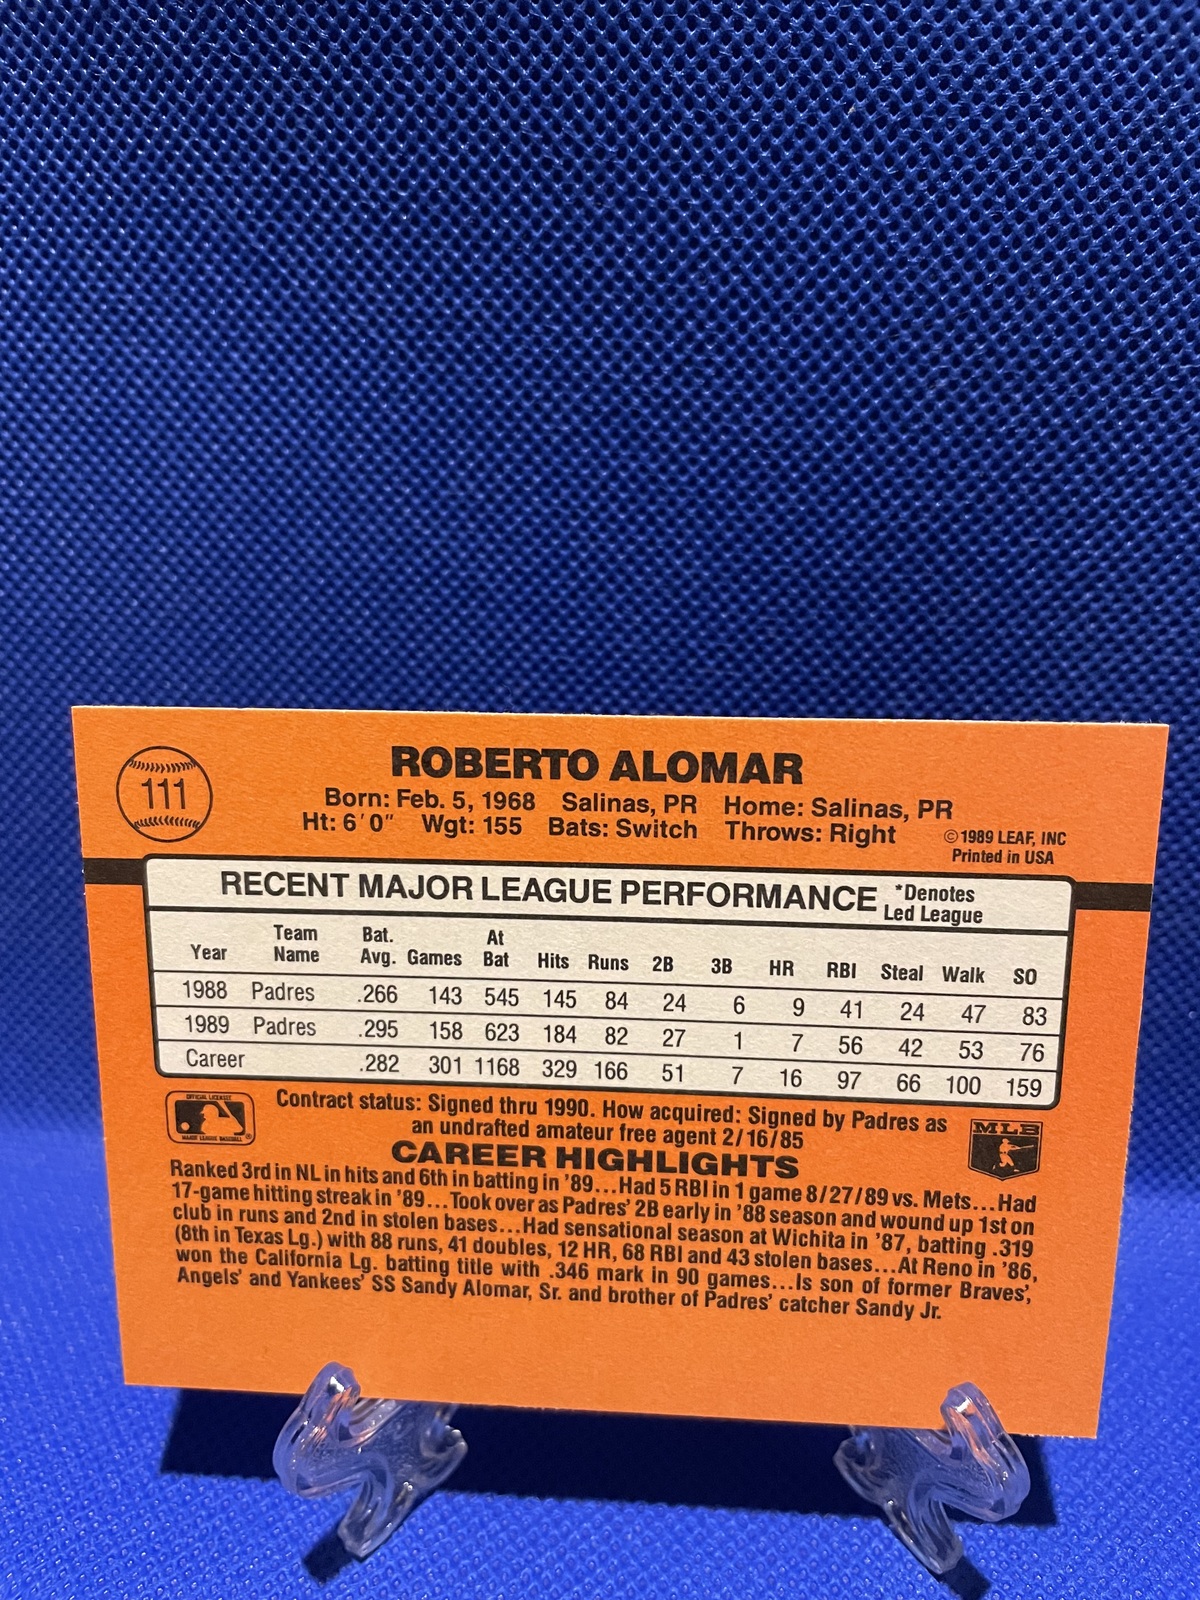 111
ROBERTO ALOMAR
Born: Feb. 5, 1968 Salinas, PR Home: Salinas, PR
Ht: 6'0" Wgt: 155 Bats: Switch Throws: Right
©1989 LEAF, INC
Printed in USA
RECENT MAJOR LEAGUE PERFORMANCE *Denotes
Led League
Year Team Name Bat. Avg. Games At Bat Hits Runs 2B 3B HR RBI Steal Walk SO
1988 Padres .266 143 545 145 84 24 6 9 41 24 47 83
1989 Padres .295 158 623 184 82 27 1 7 56 42 53 76
Career .282 301 1168 329 166 51 7 16 97 66 100 159
OFFICIAL LICENSEE
MAJOR LEAGUE BASEBALL
®
Contract status: Signed thru 1990. How acquired: Signed by Padres as
an undrafted amateur free agent 2/16/85
MLB
CAREER HIGHLIGHTS
Ranked 3rd in NL in hits and 6th in batting in '89...Had 5 RBI in 1 game 8/27/89 vs. Mets...Had
17-game hitting streak in '89...Took over as Padres' 2B early in '88 season and wound up 1st on
club in runs and 2nd in stolen bases...Had sensational season at Wichita in '87, batting .319
(8th in Texas Lg.) with 88 runs, 41 doubles, 12 HR, 68 RBI and 43 stolen bases...At Reno in '86,
won the California Lg. batting title with .346 mark in 90 games...Is son of former Braves',
Angels' and Yankees' SS Sandy Alomar, Sr. and brother of Padres' catcher Sandy Jr.